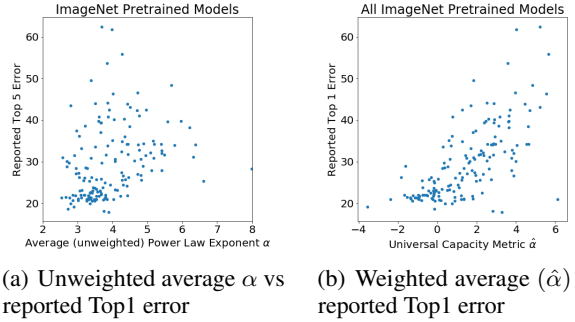 ImageNet Pretrained Models
Reported Top 5 Error
60
50
40
30
20
2 3 4 5 6 7 8
Average (unweighted) Power Law Exponent α
All ImageNet Pretrained Models
Reported Top 1 Error
60
50
40
30
20
−4 −2 0 2 4 6
Universal Capacity Metric α̂
(a) Unweighted average α vs
reported Top1 error
(b) Weighted average (α̂)
reported Top1 error